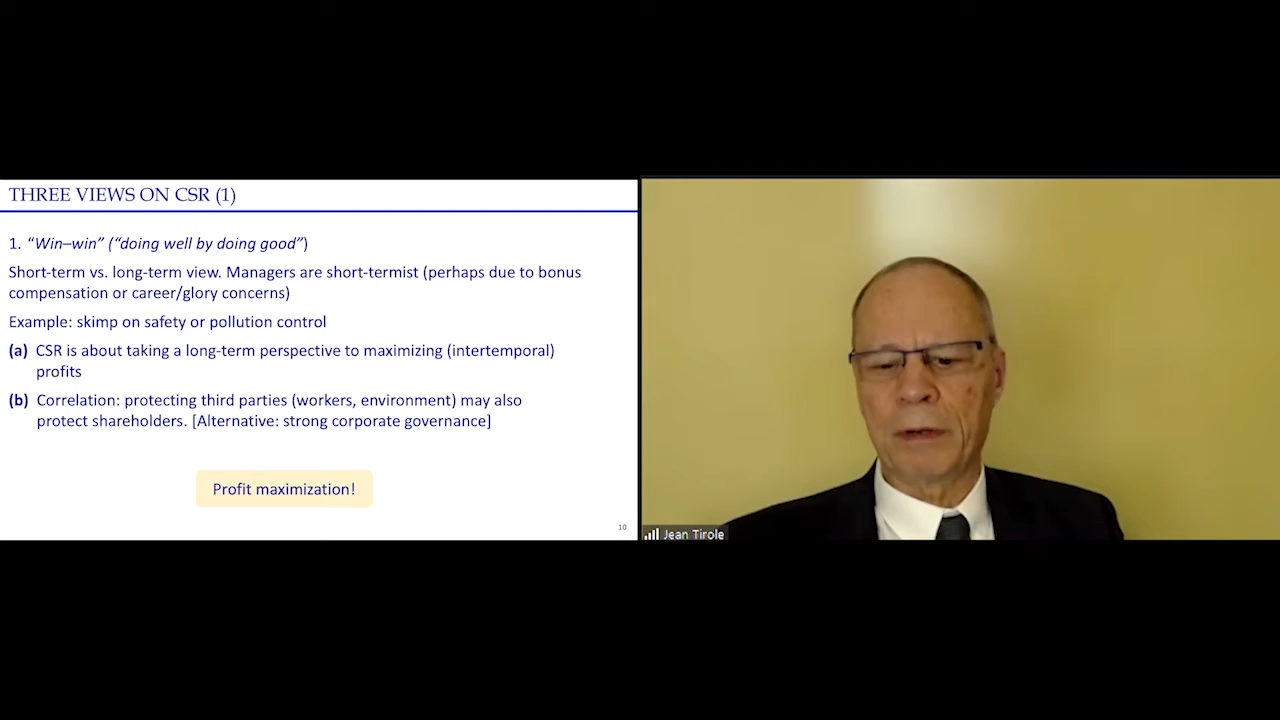 THREE VIEWS ON CSR (1)
1. “Win–win” (“doing well by doing good”)
Short-term vs. long-term view. Managers are short-termist (perhaps due to bonus
compensation or career/glory concerns)
Example: skimp on safety or pollution control
(a) CSR is about taking a long-term perspective to maximizing (intertemporal)
profits
(b) Correlation: protecting third parties (workers, environment) may also
protect shareholders. [Alternative: strong corporate governance]
Profit maximization!
10
Jean Tirole